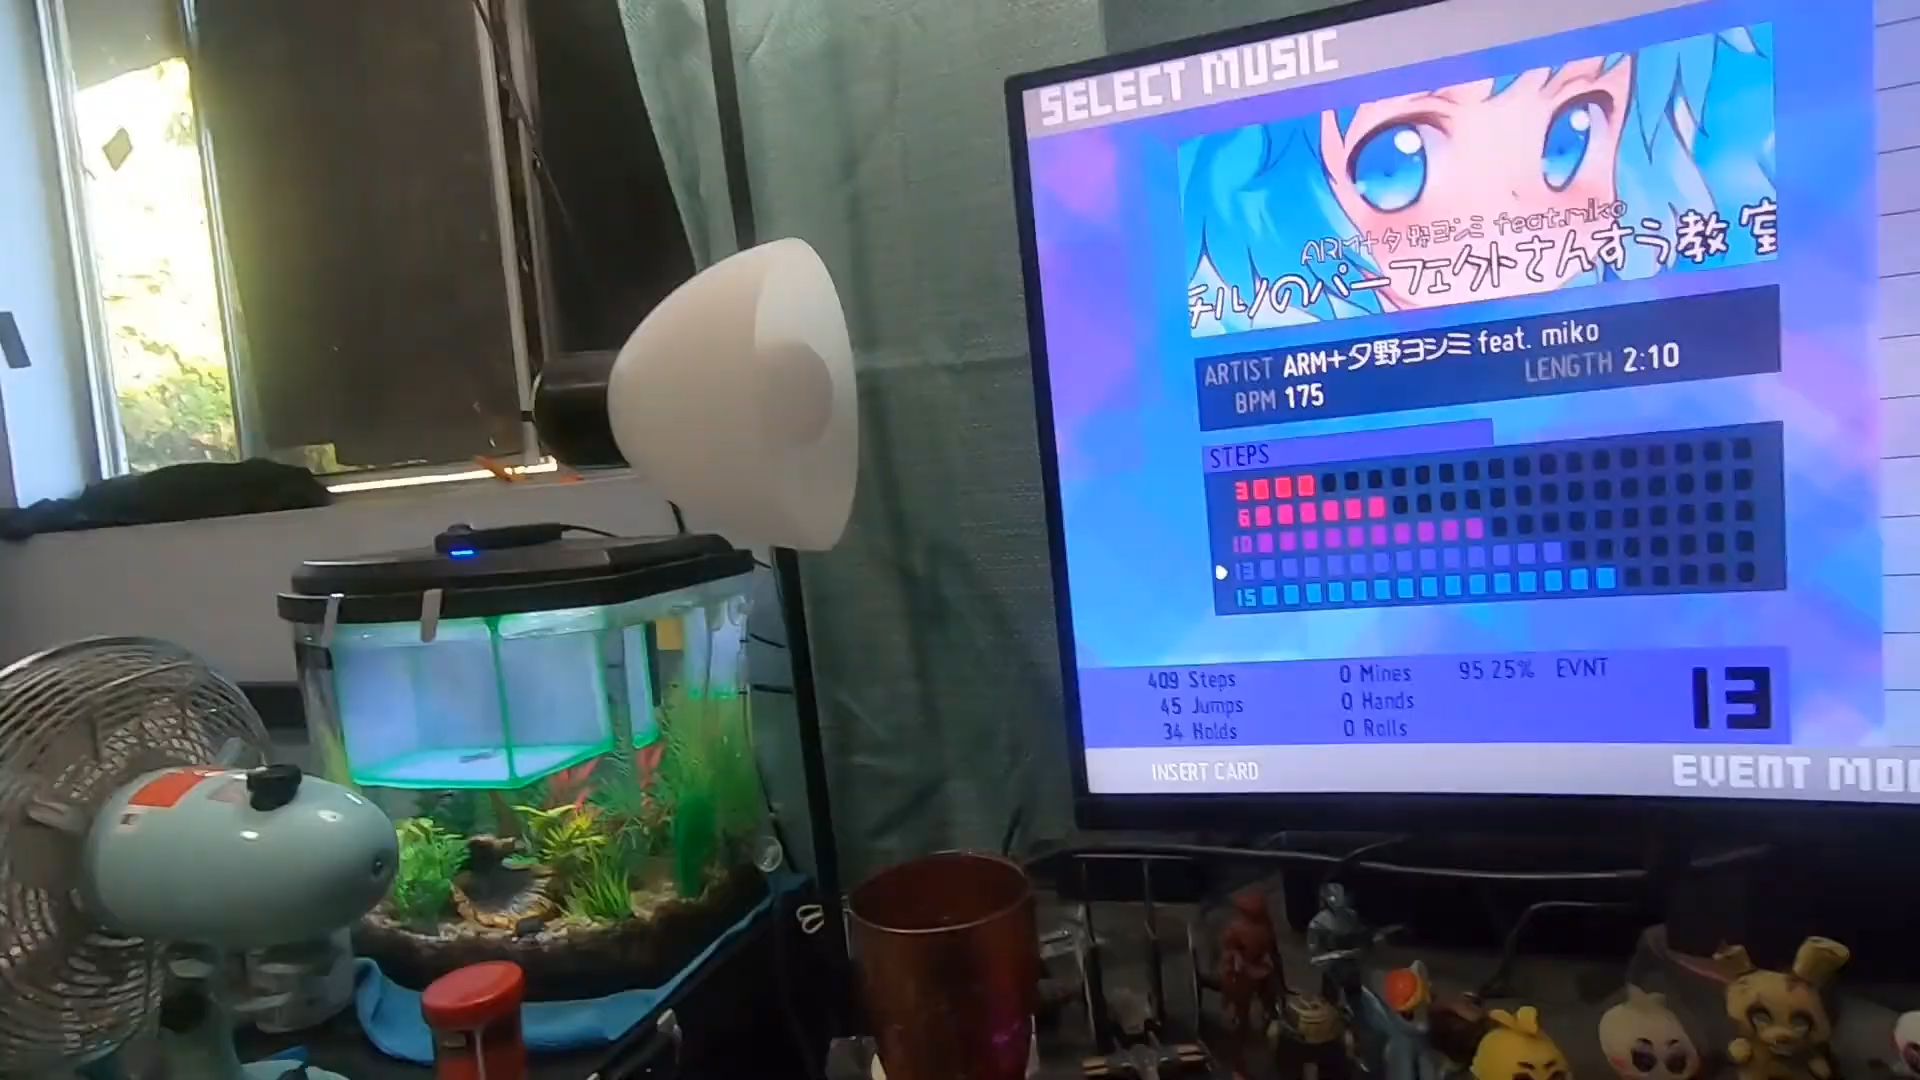 SELECT MUSIC
ARM+夕野ヨシミ feat.miko
チルノのパーフェクトさんすう教室
ARTIST ARM+夕野ヨシミ feat. miko
BPM 175
LENGTH 2:10
STEPS
3
6
10
13
15
409 Steps 0 Mines 95.25% EVNT
45 Jumps 0 Hands
34 Holds 0 Rolls
13
INSERT CARD
EVENT MO